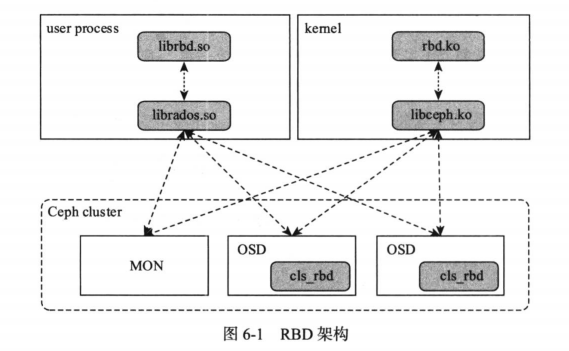 user process
librbd.so
librados.so
kernel
rbd.ko
libceph.ko
Ceph cluster
MON
OSD
cls_rbd
OSD
cls_rbd
图 6-1 RBD 架构